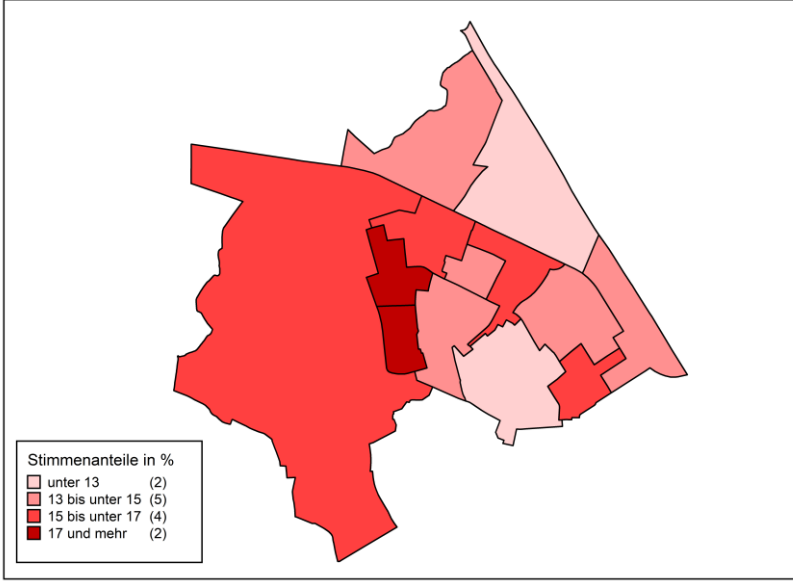 Stimmenanteile in %
unter 13 (2)
13 bis unter 15 (5)
15 bis unter 17 (4)
17 und mehr (2)